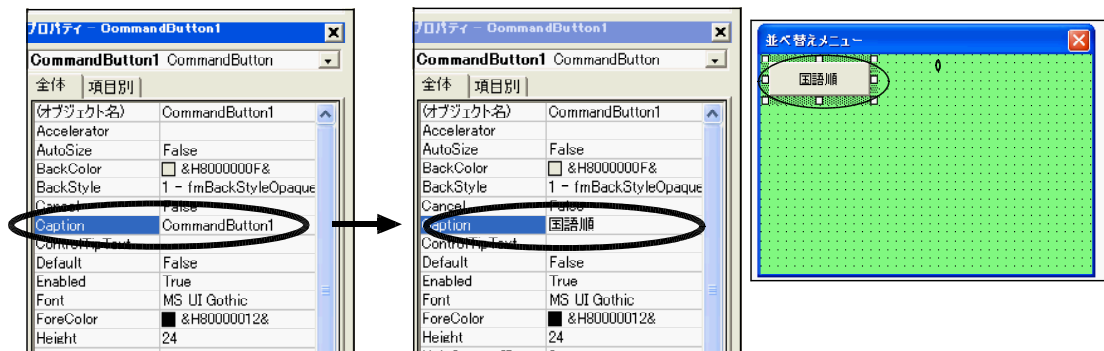 プロパティ - CommandButton1
CommandButton1 CommandButton
全体 項目別
(オブジェクト名) CommandButton1
Accelerator
AutoSize False
BackColor &H8000000F&
BackStyle 1 - fmBackStyleOpaque
Cancel False
Caption CommandButton1
ControlTipText
Default False
Enabled True
Font MS UI Gothic
ForeColor &H80000012&
Height 24
プロパティ - CommandButton1
CommandButton1 CommandButton
全体 項目別
(オブジェクト名) CommandButton1
Accelerator
AutoSize False
BackColor &H8000000F&
BackStyle 1 - fmBackStyleOpaque
Cancel False
Caption 国語順
ControlTipText
Default False
Enabled True
Font MS UI Gothic
ForeColor &H80000012&
Height 24
並べ替えメニュー
国語順